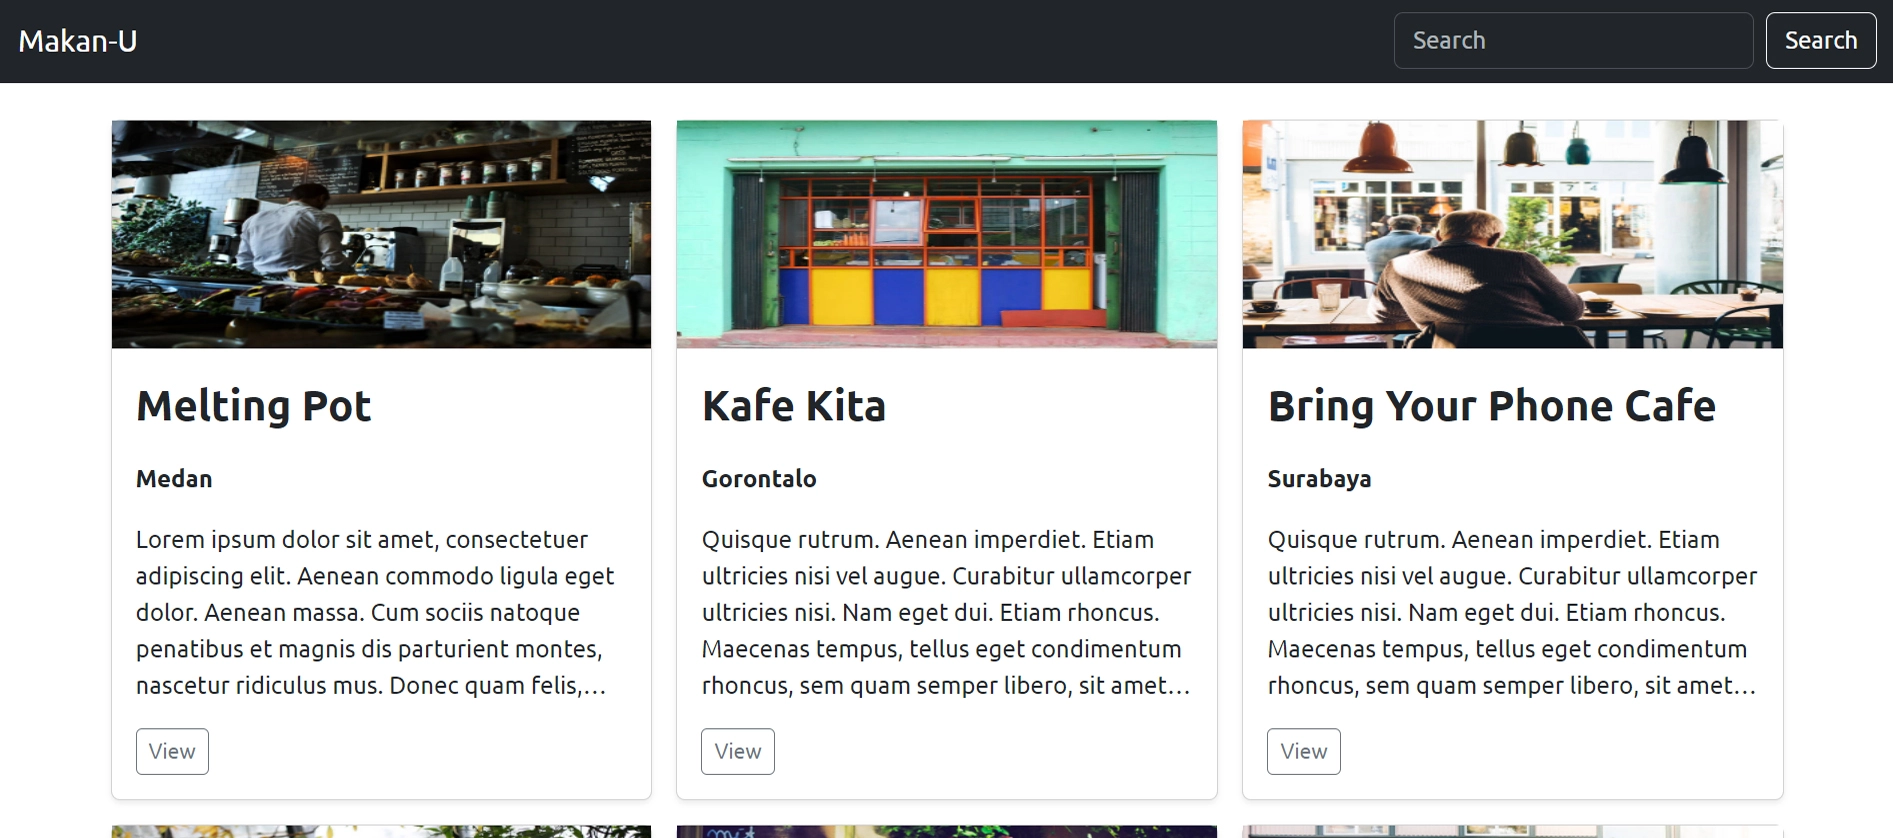 Makan-U
Search
Search
Melting Pot
Medan
Lorem ipsum dolor sit amet, consectetuer
adipiscing elit. Aenean commodo ligula eget
dolor. Aenean massa. Cum sociis natoque
penatibus et magnis dis parturient montes,
nascetur ridiculus mus. Donec quam felis,…
View
Kafe Kita
Gorontalo
Quisque rutrum. Aenean imperdiet. Etiam
ultricies nisi vel augue. Curabitur ullamcorper
ultricies nisi. Nam eget dui. Etiam rhoncus.
Maecenas tempus, tellus eget condimentum
rhoncus, sem quam semper libero, sit amet…
View
Bring Your Phone Cafe
Surabaya
Quisque rutrum. Aenean imperdiet. Etiam
ultricies nisi vel augue. Curabitur ullamcorper
ultricies nisi. Nam eget dui. Etiam rhoncus.
Maecenas tempus, tellus eget condimentum
rhoncus, sem quam semper libero, sit amet…
View